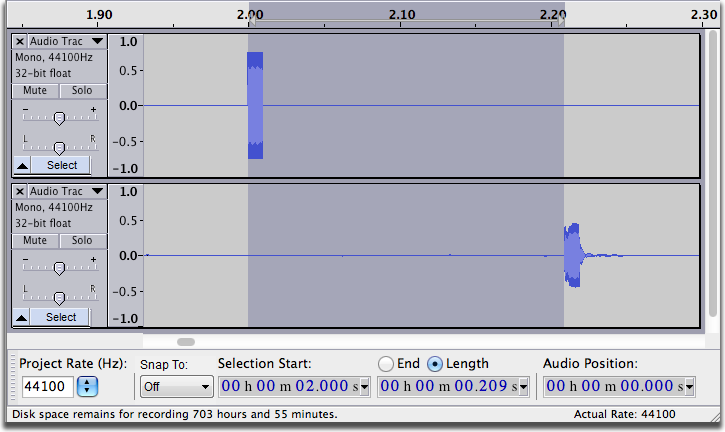 1.90 2.00 2.10 2.20 2.30
Audio Trac
Mono, 44100Hz
32-bit float
Mute Solo
- +
L R
Select
1.0
0.5
0.0
-0.5
-1.0
Audio Trac
Mono, 44100Hz
32-bit float
Mute Solo
- +
L R
Select
1.0
0.5
0.0
-0.5
-1.0
Project Rate (Hz): Snap To: Selection Start: End Length Audio Position:
44100 Off 00 h 00 m 02.000 s 00 h 00 m 00.209 s 00 h 00 m 00.000 s
Disk space remains for recording 703 hours and 55 minutes. Actual Rate: 44100